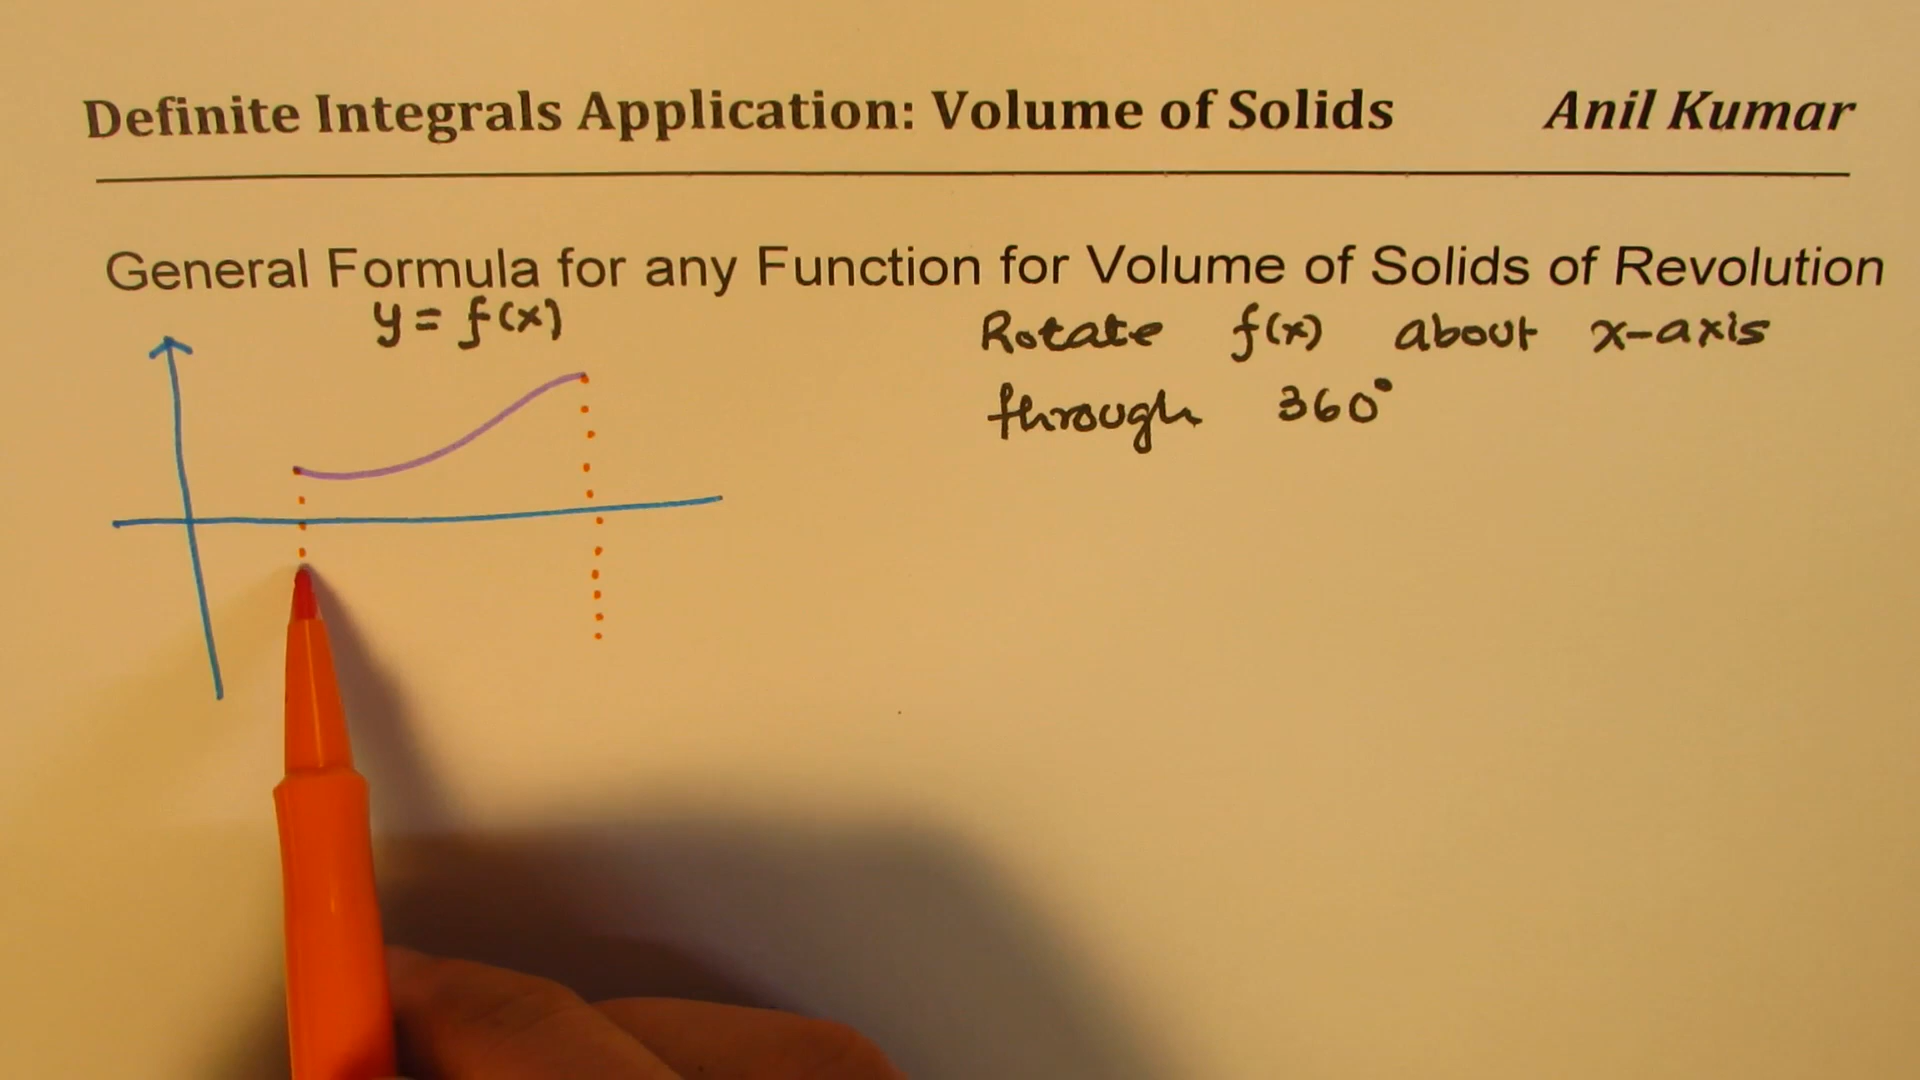 Definite Integrals Application: Volume of Solids Anil Kumar
General Formula for any Function for Volume of Solids of Revolution
y = f(x)
Rotate f(x) about x-axis
through 360°